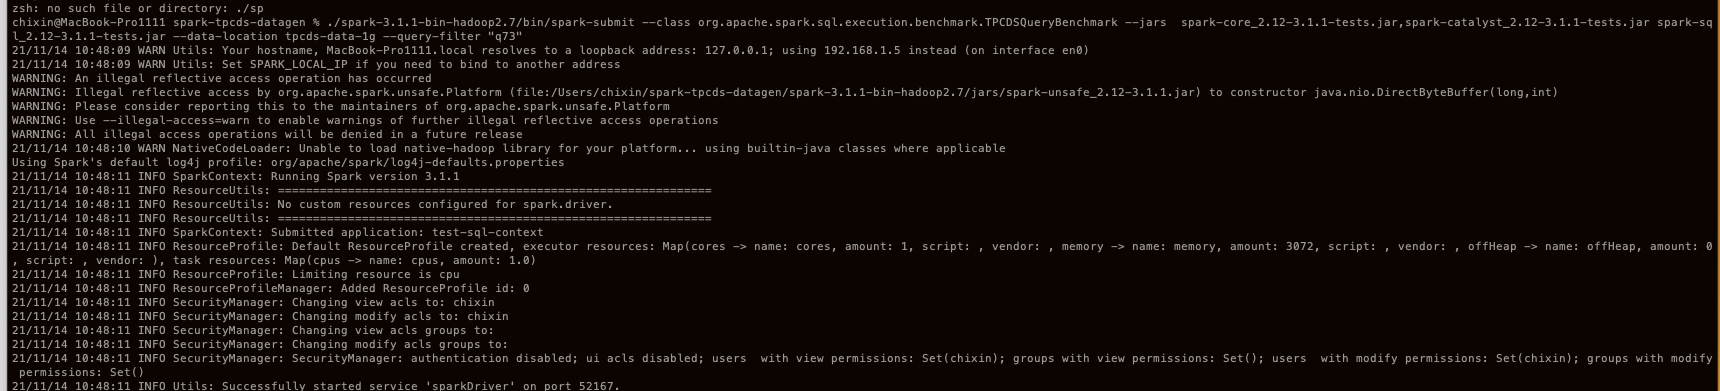 zsh: no such file or directory: ./sp
chixin@MacBook-Pro1111 spark-tpcds-datagen % ./spark-3.1.1-bin-hadoop2.7/bin/spark-submit --class org.apache.spark.sql.execution.benchmark.TPCDSQueryBenchmark --jars  spark-core_2.12-3.1.1-tests.jar,spark-catalyst_2.12-3.1.1-tests.jar spark-sq
l_2.12-3.1.1-tests.jar --data-location tpcds-data-1g --query-filter "q73"
21/11/14 10:48:09 WARN Utils: Your hostname, MacBook-Pro1111.local resolves to a loopback address: 127.0.0.1; using 192.168.1.5 instead (on interface en0)
21/11/14 10:48:09 WARN Utils: Set SPARK_LOCAL_IP if you need to bind to another address
WARNING: An illegal reflective access operation has occurred
WARNING: Illegal reflective access by org.apache.spark.unsafe.Platform (file:/Users/chixin/spark-tpcds-datagen/spark-3.1.1-bin-hadoop2.7/jars/spark-unsafe_2.12-3.1.1.jar) to constructor java.nio.DirectByteBuffer(long,int)
WARNING: Please consider reporting this to the maintainers of org.apache.spark.unsafe.Platform
WARNING: Use --illegal-access=warn to enable warnings of further illegal reflective access operations
WARNING: All illegal access operations will be denied in a future release
21/11/14 10:48:10 WARN NativeCodeLoader: Unable to load native-hadoop library for your platform... using builtin-java classes where applicable
Using Spark's default log4j profile: org/apache/spark/log4j-defaults.properties
21/11/14 10:48:11 INFO SparkContext: Running Spark version 3.1.1
21/11/14 10:48:11 INFO ResourceUtils: ==============================================================
21/11/14 10:48:11 INFO ResourceUtils: No custom resources configured for spark.driver.
21/11/14 10:48:11 INFO ResourceUtils: ==============================================================
21/11/14 10:48:11 INFO SparkContext: Submitted application: test-sql-context
21/11/14 10:48:11 INFO ResourceProfile: Default ResourceProfile created, executor resources: Map(cores -> name: cores, amount: 1, script: , vendor: , memory -> name: memory, amount: 3072, script: , vendor: , offHeap -> name: offHeap, amount: 0
, script: , vendor: ), task resources: Map(cpus -> name: cpus, amount: 1.0)
21/11/14 10:48:11 INFO ResourceProfile: Limiting resource is cpu
21/11/14 10:48:11 INFO ResourceProfileManager: Added ResourceProfile id: 0
21/11/14 10:48:11 INFO SecurityManager: Changing view acls to: chixin
21/11/14 10:48:11 INFO SecurityManager: Changing modify acls to: chixin
21/11/14 10:48:11 INFO SecurityManager: Changing view acls groups to:
21/11/14 10:48:11 INFO SecurityManager: Changing modify acls groups to:
21/11/14 10:48:11 INFO SecurityManager: SecurityManager: authentication disabled; ui acls disabled; users  with view permissions: Set(chixin); groups with view permissions: Set(); users  with modify permissions: Set(chixin); groups with modify
 permissions: Set()
21/11/14 10:48:11 INFO Utils: Successfully started service 'sparkDriver' on port 52167.